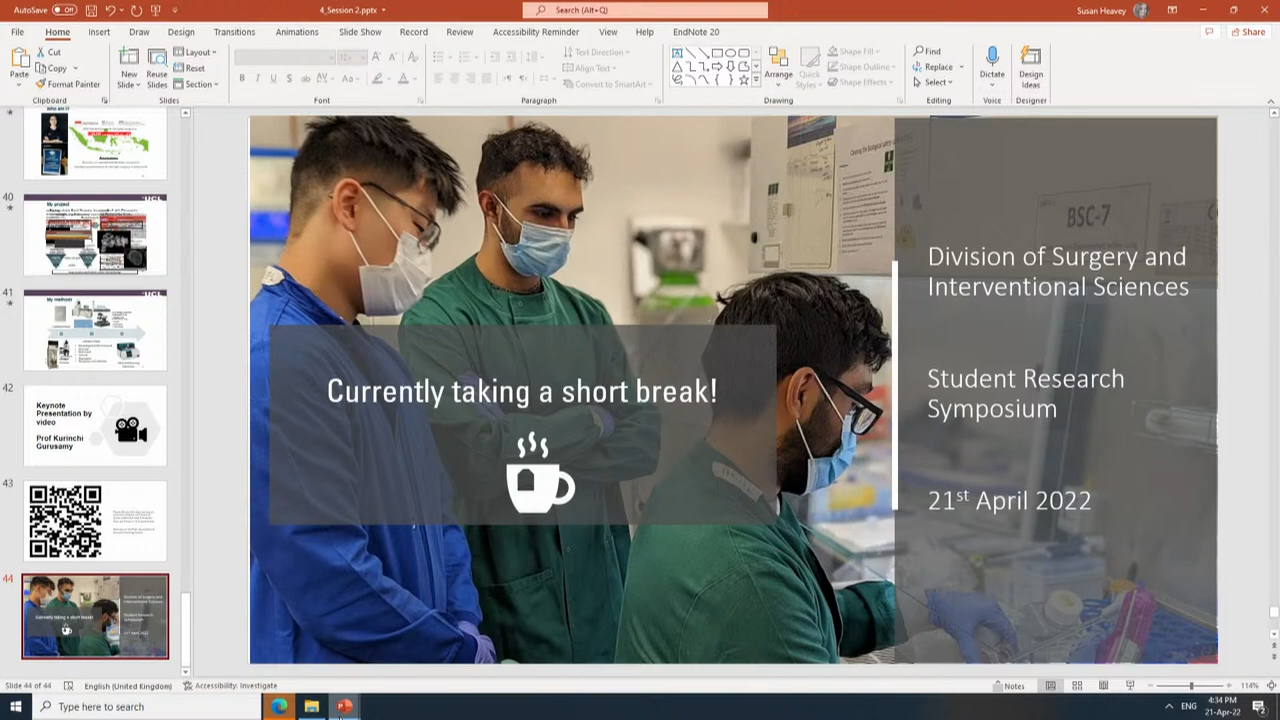 AutoSave
Off
4_Session 2.pptx
Search (Alt+Q)
Susan Heavey
File
Home
Insert
Draw
Design
Transitions
Animations
Slide Show
Record
Review
View
Help
Accessibility Reminder
EndNote 20
Share
Paste
Cut
Copy
Format Painter
Clipboard
New
Slide
Reuse
Slides
Layout
Reset
Section
Slides
Font
Text Direction
Align Text
Convert to SmartArt
Paragraph
Arrange
Quick
Styles
Shape Fill
Shape Outline
Shape Effects
Drawing
Find
Replace
Select
Editing
Dictate
Voice
Design
Ideas
Designer
40
My project
UCL
41
My methods
UCL
42
Keynote
Presentation by
video
Prof Kurinchi
Gurusamy
43
44
Currently taking a short break!
BSC-7
Division of Surgery and
Interventional Sciences
Student Research
Symposium
21st April 2022
Slide 44 of 44
English (United Kingdom)
Accessibility: Investigate
Notes
114%
Type here to search
ENG
4:34 PM
21-Apr-22